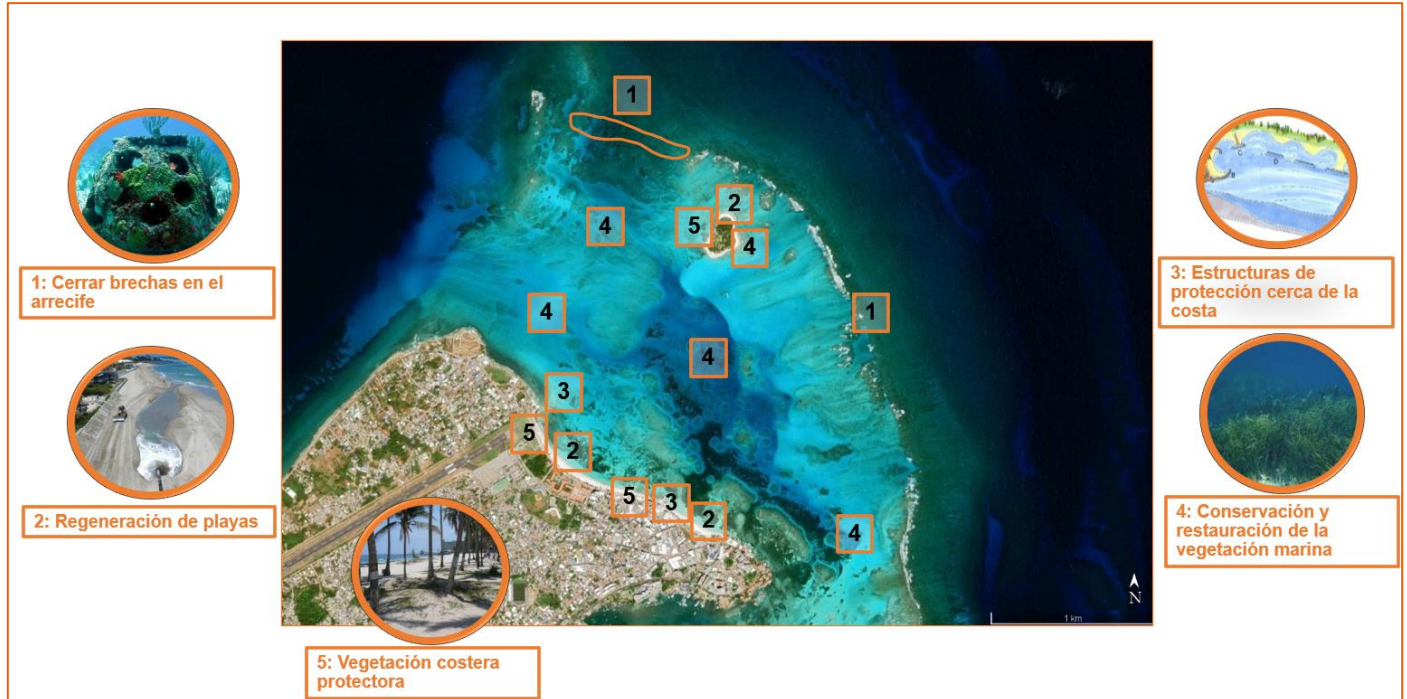 1
2
5
4
4
4
1
4
3
5
2
5
3
2
4
N
1 km
1: Cerrar brechas en el
arrecife
2: Regeneración de playas
3: Estructuras de
protección cerca de la
costa
4: Conservación y
restauración de la
vegetación marina
5: Vegetación costera
protectora